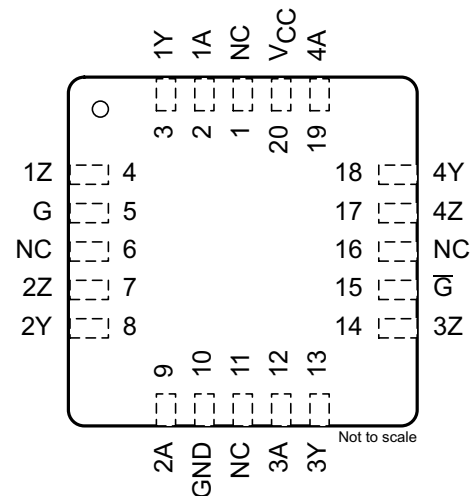 1Y 1A NC VCC 4A
3 2 1 20 19
1Z 4 18 4Y
G 5 17 4Z
NC 6 16 NC
2Z 7 15 G̅
2Y 8 14 3Z
9 10 11 12 13
2A GND NC 3A 3Y
Not to scale